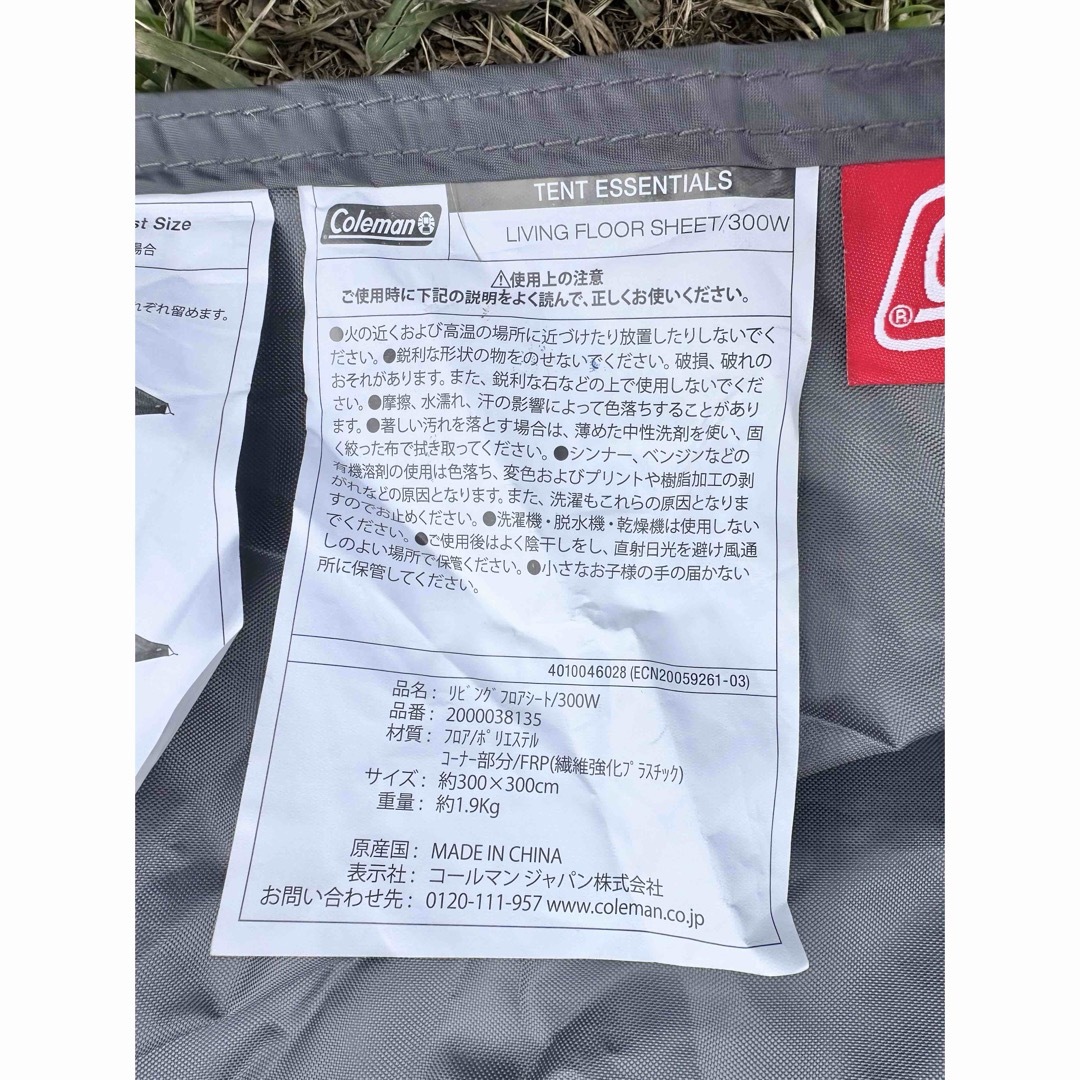 st Size
場合
れぞれ留めます。
Coleman
TENT ESSENTIALS
LIVING FLOOR SHEET/300W
⚠使用上の注意
ご使用時に下記の説明をよく読んで、正しくお使いください。
●火の近くおよび高温の場所に近づけたり放置したりしないでく
ださい。●鋭利な形状の物をのせないでください。破損、破れの
おそれがあります。また、鋭利な石などの上で使用しないでくだ
さい。●摩擦、水濡れ、汗の影響によって色落ちすることがあり
ます。●著しい汚れを落とす場合は、薄めた中性洗剤を使い、固
く絞った布で拭き取ってください。●シンナー、ベンジンなどの
有機溶剤の使用は色落ち、変色およびプリントや樹脂加工の剥
がれなどの原因となります。また、洗濯もこれらの原因となりま
すのでお止めください。●洗濯機・脱水機・乾燥機は使用しない
でください。●ご使用後はよく陰干しをし、直射日光を避け風通
しのよい場所で保管ください。●小さなお子様の手の届かない
所に保管してください。
4010046028 (ECN20059261-03)
品名: ﾘﾋﾞﾝｸﾞﾌﾛｱｼｰﾄ/300W
品番: 2000038135
材質: ﾌﾛｱ/ﾎﾟﾘｴｽﾃﾙ
ｺｰﾅｰ部分/FRP(繊維強化ﾌﾟﾗｽﾁｯｸ)
サイズ: 約300×300cm
重量: 約1.9Kg
原産国: MADE IN CHINA
表示社: コールマン ジャパン株式会社
お問い合わせ先: 0120-111-957 www.coleman.co.jp
®